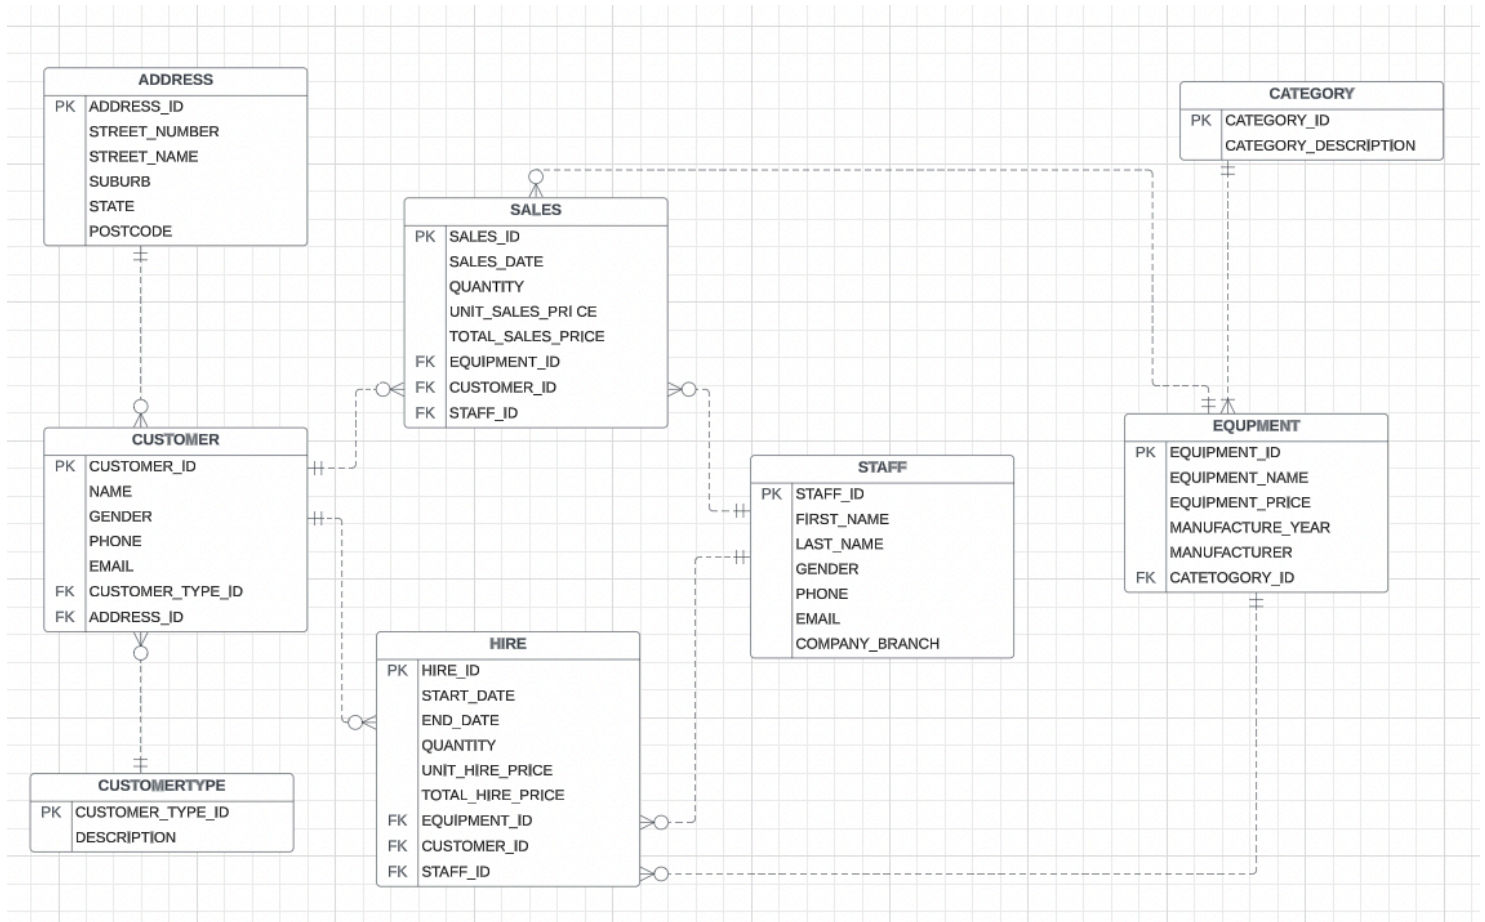 ADDRESS
PK ADDRESS_ID
STREET_NUMBER
STREET_NAME
SUBURB
STATE
POSTCODE
CATEGORY
PK CATEGORY_ID
CATEGORY_DESCRIPTION
SALES
PK SALES_ID
SALES_DATE
QUANTITY
UNIT_SALES_PRI CE
TOTAL_SALES_PRICE
FK EQUIPMENT_ID
FK CUSTOMER_ID
FK STAFF_ID
CUSTOMER
PK CUSTOMER_ID
NAME
GENDER
PHONE
EMAIL
FK CUSTOMER_TYPE_ID
FK ADDRESS_ID
STAFF
PK STAFF_ID
FIRST_NAME
LAST_NAME
GENDER
PHONE
EMAIL
COMPANY_BRANCH
EQUPMENT
PK EQUIPMENT_ID
EQUIPMENT_NAME
EQUIPMENT_PRICE
MANUFACTURE_YEAR
MANUFACTURER
FK CATETOGORY_ID
HIRE
PK HIRE_ID
START_DATE
END_DATE
QUANTITY
UNIT_HIRE_PRICE
TOTAL_HIRE_PRICE
FK EQUIPMENT_ID
FK CUSTOMER_ID
FK STAFF_ID
CUSTOMERTYPE
PK CUSTOMER_TYPE_ID
DESCRIPTION